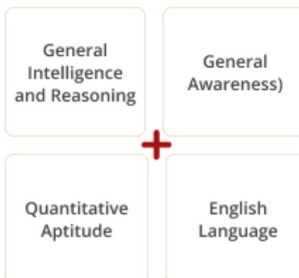 General
Intelligence
and Reasoning
General
Awareness)
Quantitative
Aptitude
English
Language